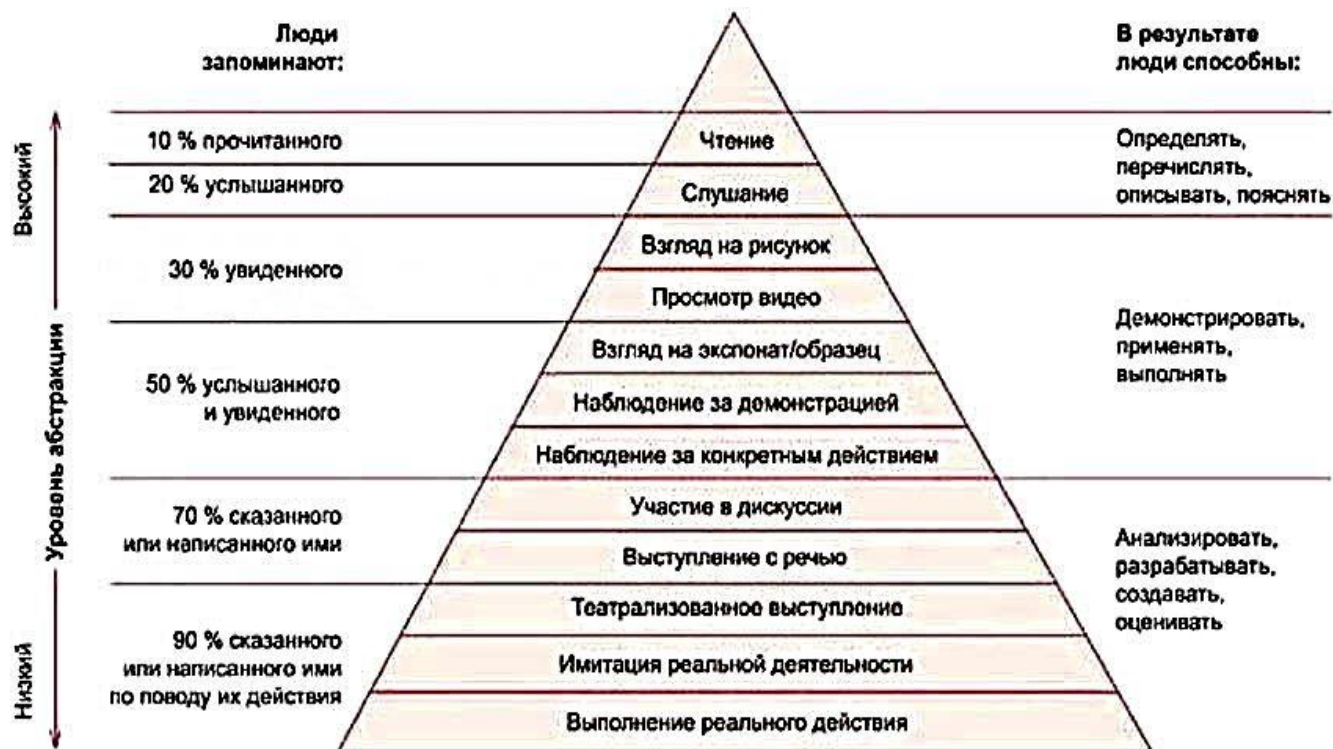 Люди
запоминают:
В результате
люди способны:
Высокий
Уровень абстракции
Низкий
10 % прочитанного
20 % услышанного
30 % увиденного
50 % услышанного
и увиденного
70 % сказанного
или написанного ими
90 % сказанного
или написанного ими
по поводу их действия
Чтение
Слушание
Взгляд на рисунок
Просмотр видео
Взгляд на экспонат/образец
Наблюдение за демонстрацией
Наблюдение за конкретным действием
Участие в дискуссии
Выступление с речью
Театрализованное выступление
Имитация реальной деятельности
Выполнение реального действия
Определять,
перечислять,
описывать, пояснять
Демонстрировать,
применять,
выполнять
Анализировать,
разрабатывать,
создавать,
оценивать